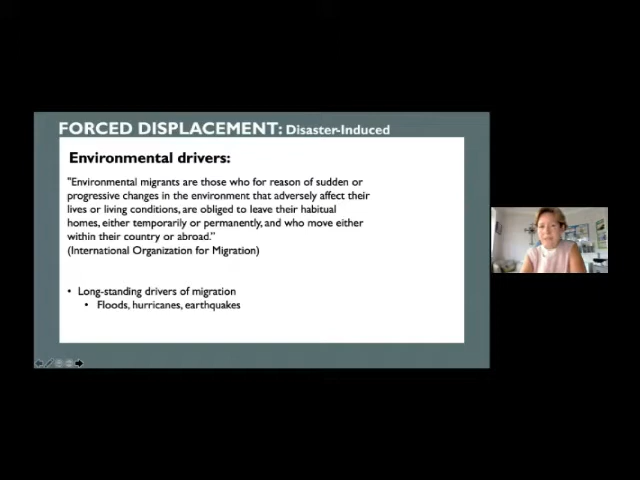 FORCED DISPLACEMENT: Disaster-Induced
Environmental drivers:
"Environmental migrants are those who for reason of sudden or
progressive changes in the environment that adversely affect their
lives or living conditions, are obliged to leave their habitual
homes, either temporarily or permanently, and who move either
within their country or abroad."
(International Organization for Migration)
• Long-standing drivers of migration
• Floods, hurricanes, earthquakes